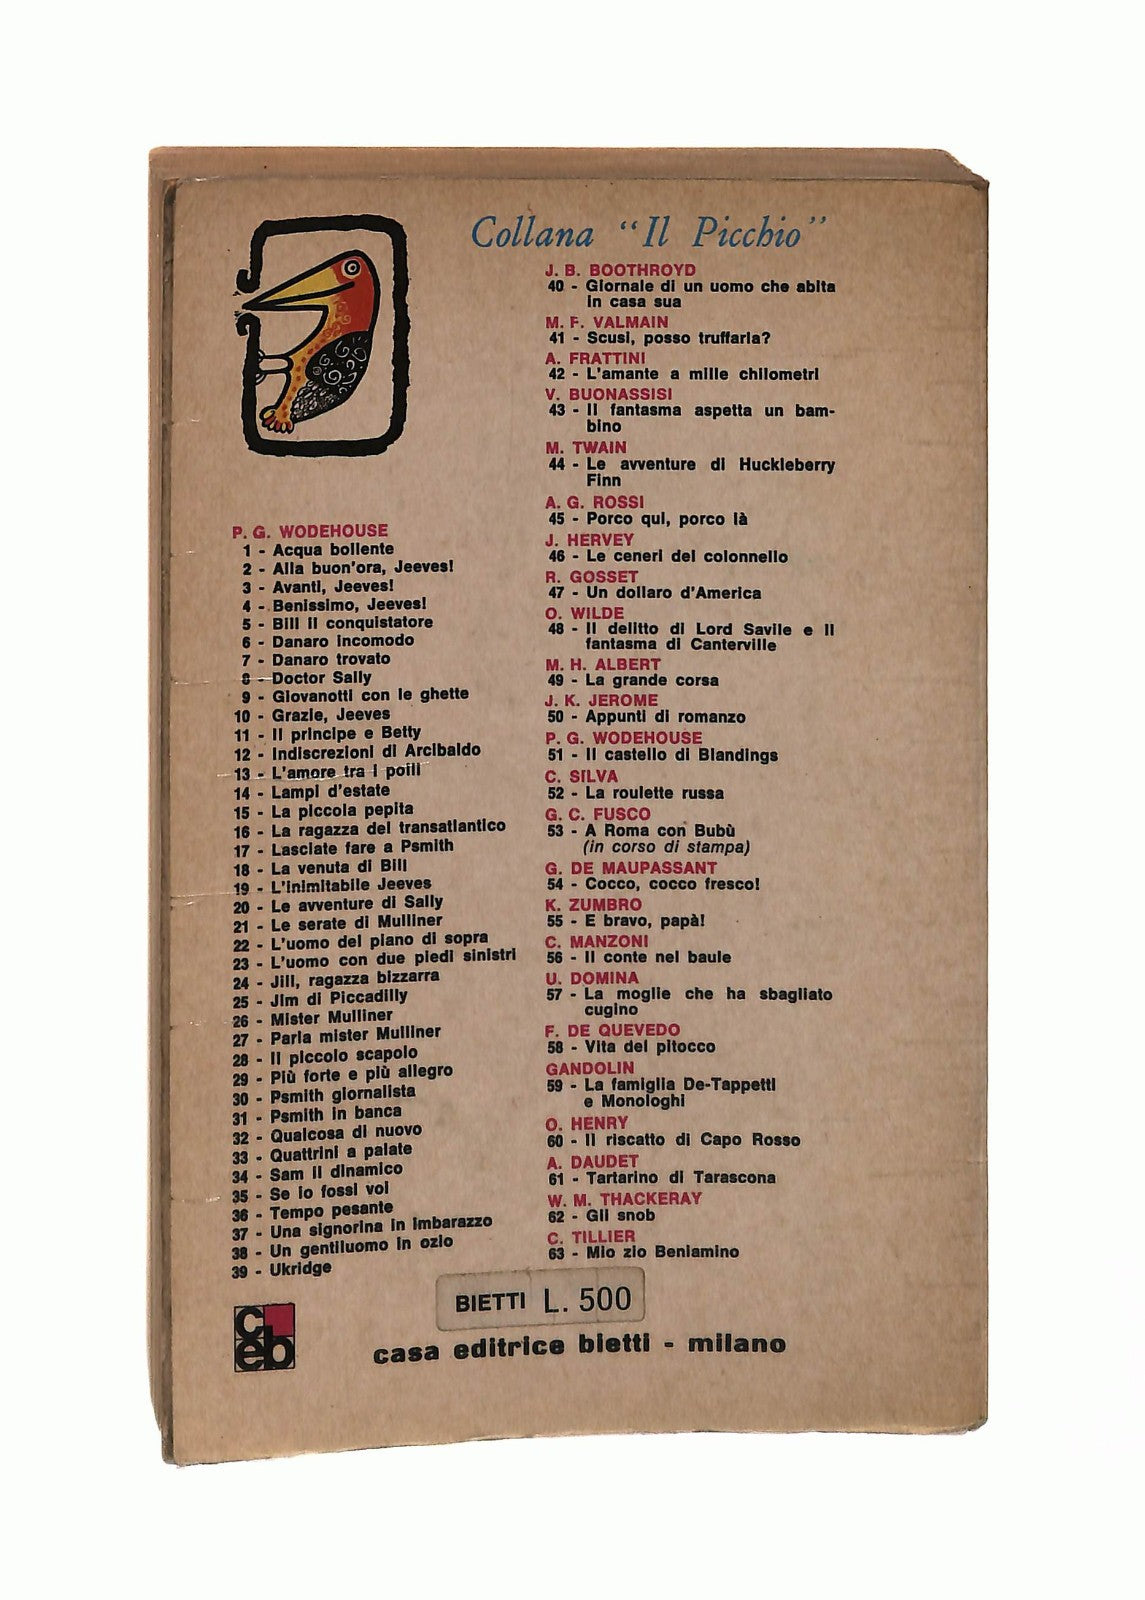 Collana "Il Picchio"
P. G. WODEHOUSE
1 - Acqua bollente
2 - Alla buon'ora, Jeeves!
3 - Avanti, Jeeves!
4 - Benissimo, Jeeves!
5 - Bill il conquistatore
6 - Danaro incomodo
7 - Danaro trovato
8 - Doctor Sally
9 - Giovanotti con le ghette
10 - Grazie, Jeeves
11 - Il principe e Betty
12 - Indiscrezioni di Arcibaldo
13 - L'amore tra i polli
14 - Lampi d'estate
15 - La piccola pepita
16 - La ragazza del transatlantico
17 - Lasciate fare a Psmith
18 - La venuta di Bill
19 - L'inimitabile Jeeves
20 - Le avventure di Sally
21 - Le serate di Mulliner
22 - L'uomo del piano di sopra
23 - L'uomo con due piedi sinistri
24 - Jill, ragazza bizzarra
25 - Jim di Piccadilly
26 - Mister Mulliner
27 - Parla mister Mulliner
28 - Il piccolo scapolo
29 - Più forte e più allegro
30 - Psmith giornalista
31 - Psmith in banca
32 - Qualcosa di nuovo
33 - Quattrini a palate
34 - Sam il dinamico
35 - Se io fossi voi
36 - Tempo pesante
37 - Una signorina in imbarazzo
38 - Un gentiluomo in ozio
39 - Ukridge
J. B. BOOTHROYD
40 - Giornale di un uomo che abita
in casa sua
M. F. VALMAIN
41 - Scusi, posso truffarla?
A. FRATTINI
42 - L'amante a mille chilometri
V. BUONASSISI
43 - Il fantasma aspetta un bam-
bino
M. TWAIN
44 - Le avventure di Huckleberry
Finn
A. G. ROSSI
45 - Porco qui, porco là
J. HERVEY
46 - Le ceneri del colonnello
R. GOSSET
47 - Un dollaro d'America
O. WILDE
48 - Il delitto di Lord Savile e il
fantasma di Canterville
M. H. ALBERT
49 - La grande corsa
J. K. JEROME
50 - Appunti di romanzo
P. G. WODEHOUSE
51 - Il castello di Blandings
C. SILVA
52 - La roulette russa
G. C. FUSCO
53 - A Roma con Bubù
(in corso di stampa)
G. DE MAUPASSANT
54 - Cocco, cocco fresco!
K. ZUMBRO
55 - E bravo, papà!
C. MANZONI
56 - Il conte nel baule
U. DOMINA
57 - La moglie che ha sbagliato
cugino
F. DE QUEVEDO
58 - Vita del pitocco
GANDOLIN
59 - La famiglia De-Tappetti
e Monologhi
O. HENRY
60 - Il riscatto di Capo Rosso
A. DAUDET
61 - Tartarino di Tarascona
W. M. THACKERAY
62 - Gli snob
C. TILLIER
63 - Mio zio Beniamino
BIETTI L. 500
ceb
casa editrice bietti - milano